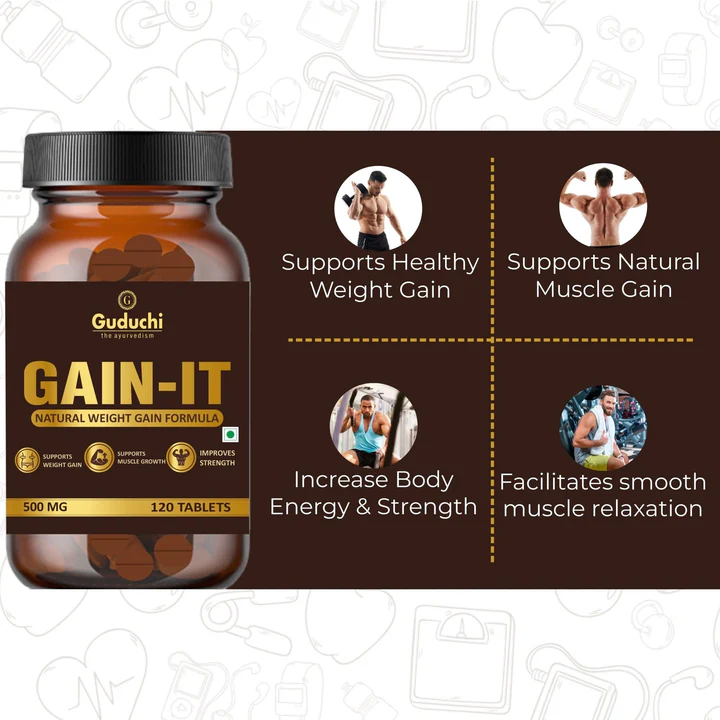 G
Guduchi
the ayurvedism
GAIN-IT
NATURAL WEIGHT GAIN FORMULA
SUPPORTS
WEIGHT GAIN
SUPPORTS
MUSCLE GROWTH
IMPROVES
STRENGTH
500 MG
120 TABLETS
Supports Healthy
Weight Gain
Supports Natural
Muscle Gain
Increase Body
Energy & Strength
Facilitates smooth
muscle relaxation